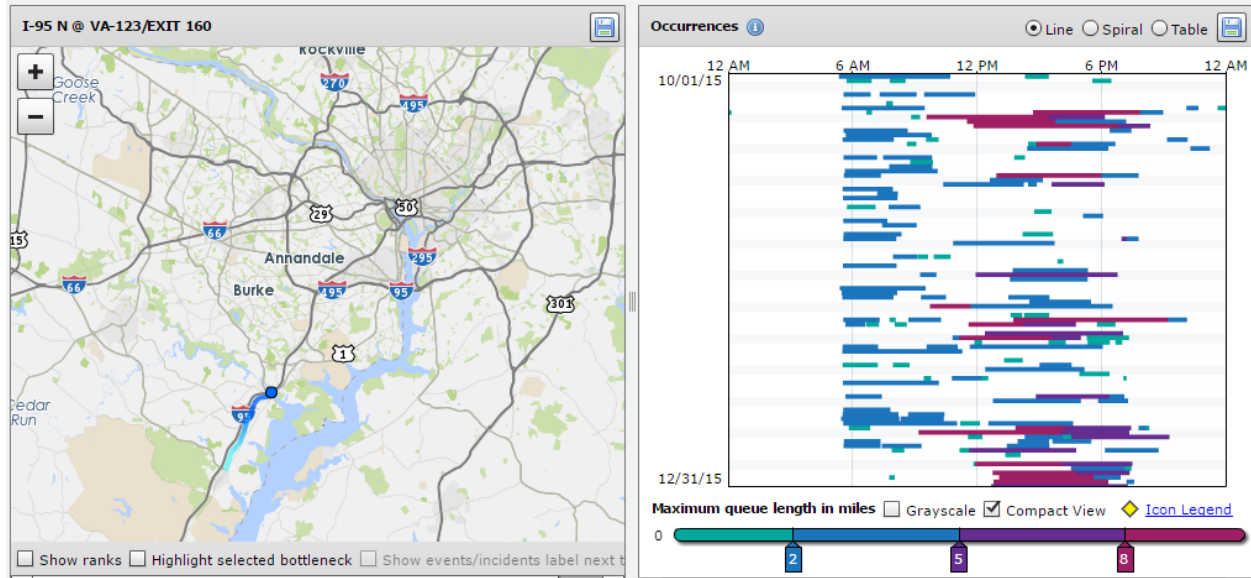 I-95 N @ VA-123/EXIT 160
Rockville
Goose
Creek
270
495
29
50
66
15
Annandale
295
66
Burke
495
95
301
1
Cedar
Run
95
Show ranks Highlight selected bottleneck Show events/incidents label next t
Occurrences i Line Spiral Table
12 AM 6 AM 12 PM 6 PM 12 AM
10/01/15
12/31/15
Maximum queue length in miles Grayscale Compact View Icon Legend
0
2 5 8